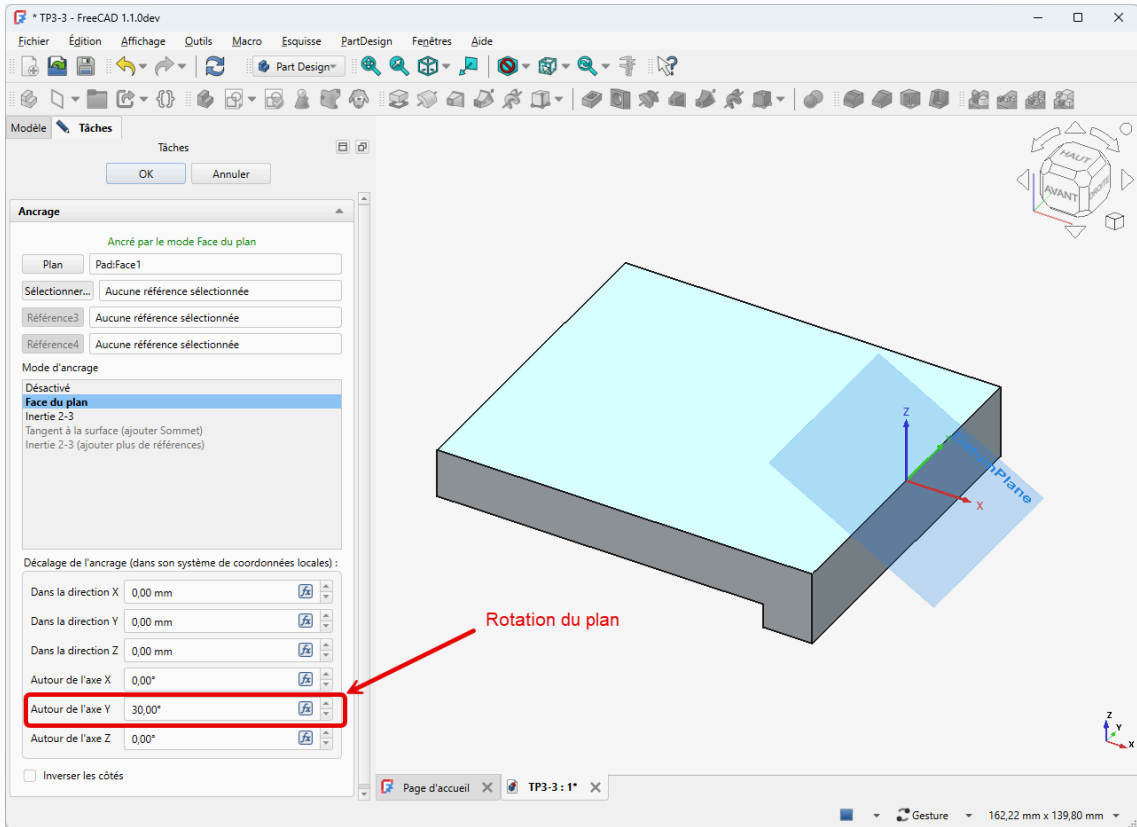 * TP3-3 - FreeCAD 1.1.0dev
Fichier Édition Affichage Outils Macro Esquisse PartDesign Fenêtres Aide
Part Design
Modèle Tâches
Tâches
OK Annuler
Ancrage
Ancré par le mode Face du plan
Plan Pad:Face1
Sélectionner... Aucune référence sélectionnée
Référence3 Aucune référence sélectionnée
Référence4 Aucune référence sélectionnée
Mode d'ancrage
Désactivé
Face du plan
Inertie 2-3
Tangent à la surface (ajouter Sommet)
Inertie 2-3 (ajouter plus de références)
Décalage de l'ancrage (dans son système de coordonnées locales) :
Dans la direction X 0,00 mm
Dans la direction Y 0,00 mm
Dans la direction Z 0,00 mm
Autour de l'axe X 0,00°
Autour de l'axe Y 30,00°
Autour de l'axe Z 0,00°
Inverser les côtés
HAUT
AVANT
DROITE
Z
X
Plane
Rotation du plan
Z
Y
X
Page d'accueil TP3-3 : 1*
Gesture 162,22 mm x 139,80 mm